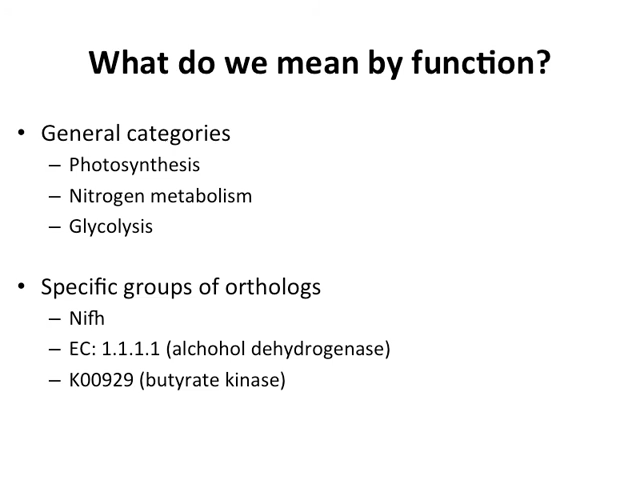 What do we mean by function?
• General categories
– Photosynthesis
– Nitrogen metabolism
– Glycolysis
• Specific groups of orthologs
– Nifh
– EC: 1.1.1.1 (alchohol dehydrogenase)
– K00929 (butyrate kinase)